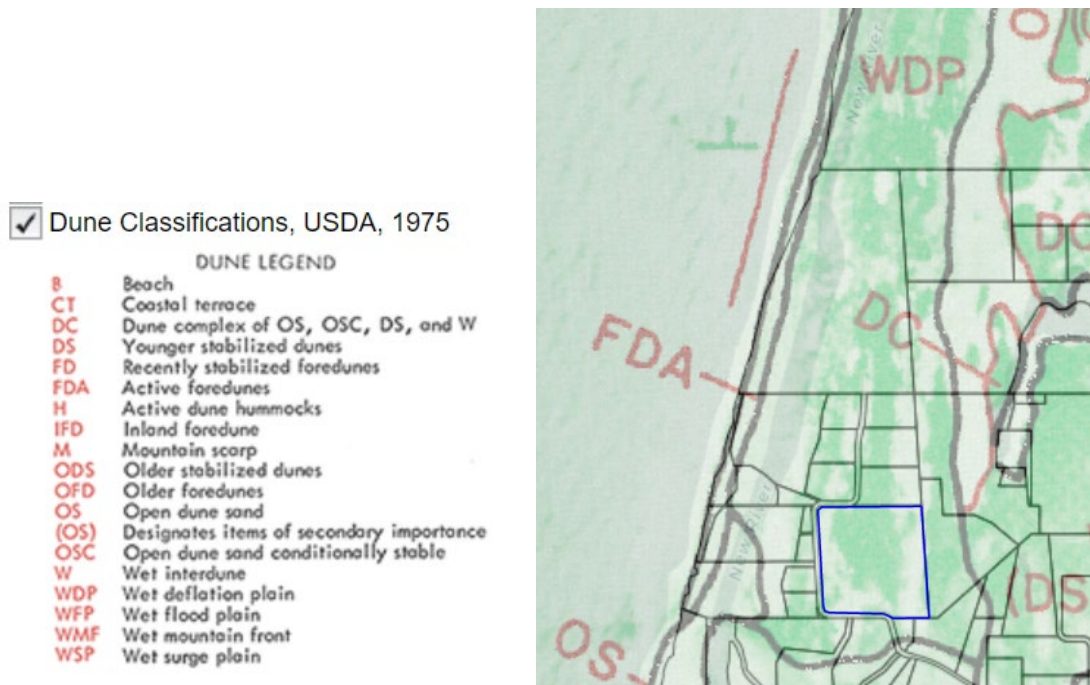 Dune Classifications, USDA, 1975
DUNE LEGEND
B Beach
CT Coastal terrace
DC Dune complex of OS, OSC, DS, and W
DS Younger stabilized dunes
FD Recently stabilized foredunes
FDA Active foredunes
H Active dune hummocks
IFD Inland foredune
M Mountain scarp
ODS Older stabilized dunes
OFD Older foredunes
OS Open dune sand
(OS) Designates items of secondary importance
OSC Open dune sand conditionally stable
W Wet interdune
WDP Wet deflation plain
WFP Wet flood plain
WMF Wet mountain front
WSP Wet surge plain
WDP
New River
DC
DC
FDA
New River
(DS
OS